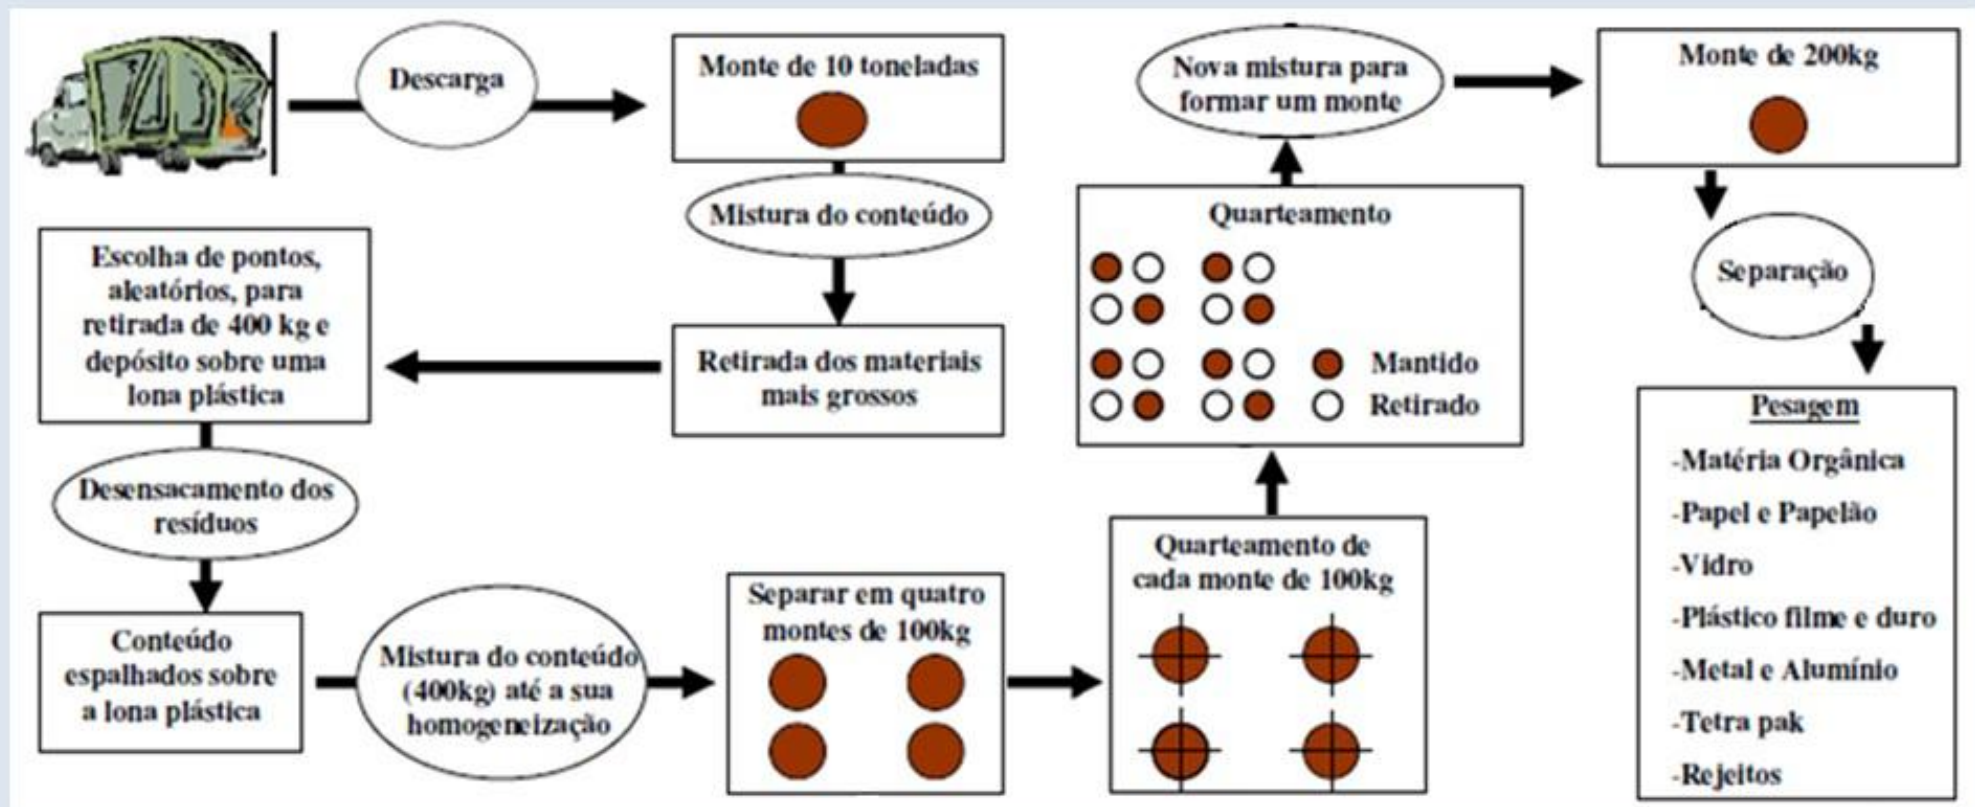 Descarga
Monte de 10 toneladas
Mistura do conteúdo
Retirada dos materiais
mais grossos
Escolha de pontos,
aleatórios, para
retirada de 400 kg e
depósito sobre uma
lona plástica
Desensacamento dos
resíduos
Conteúdo
espalhados sobre
a lona plástica
Mistura do conteúdo
(400kg) até a sua
homogeneização
Separar em quatro
montes de 100kg
Quarteamento de
cada monte de 100kg
Quarteamento
Mantido
Retirado
Nova mistura para
formar um monte
Monte de 200kg
Separação
Pesagem
-Matéria Orgânica
-Papel e Papelão
-Vidro
-Plástico filme e duro
-Metal e Alumínio
-Tetra pak
-Rejeitos